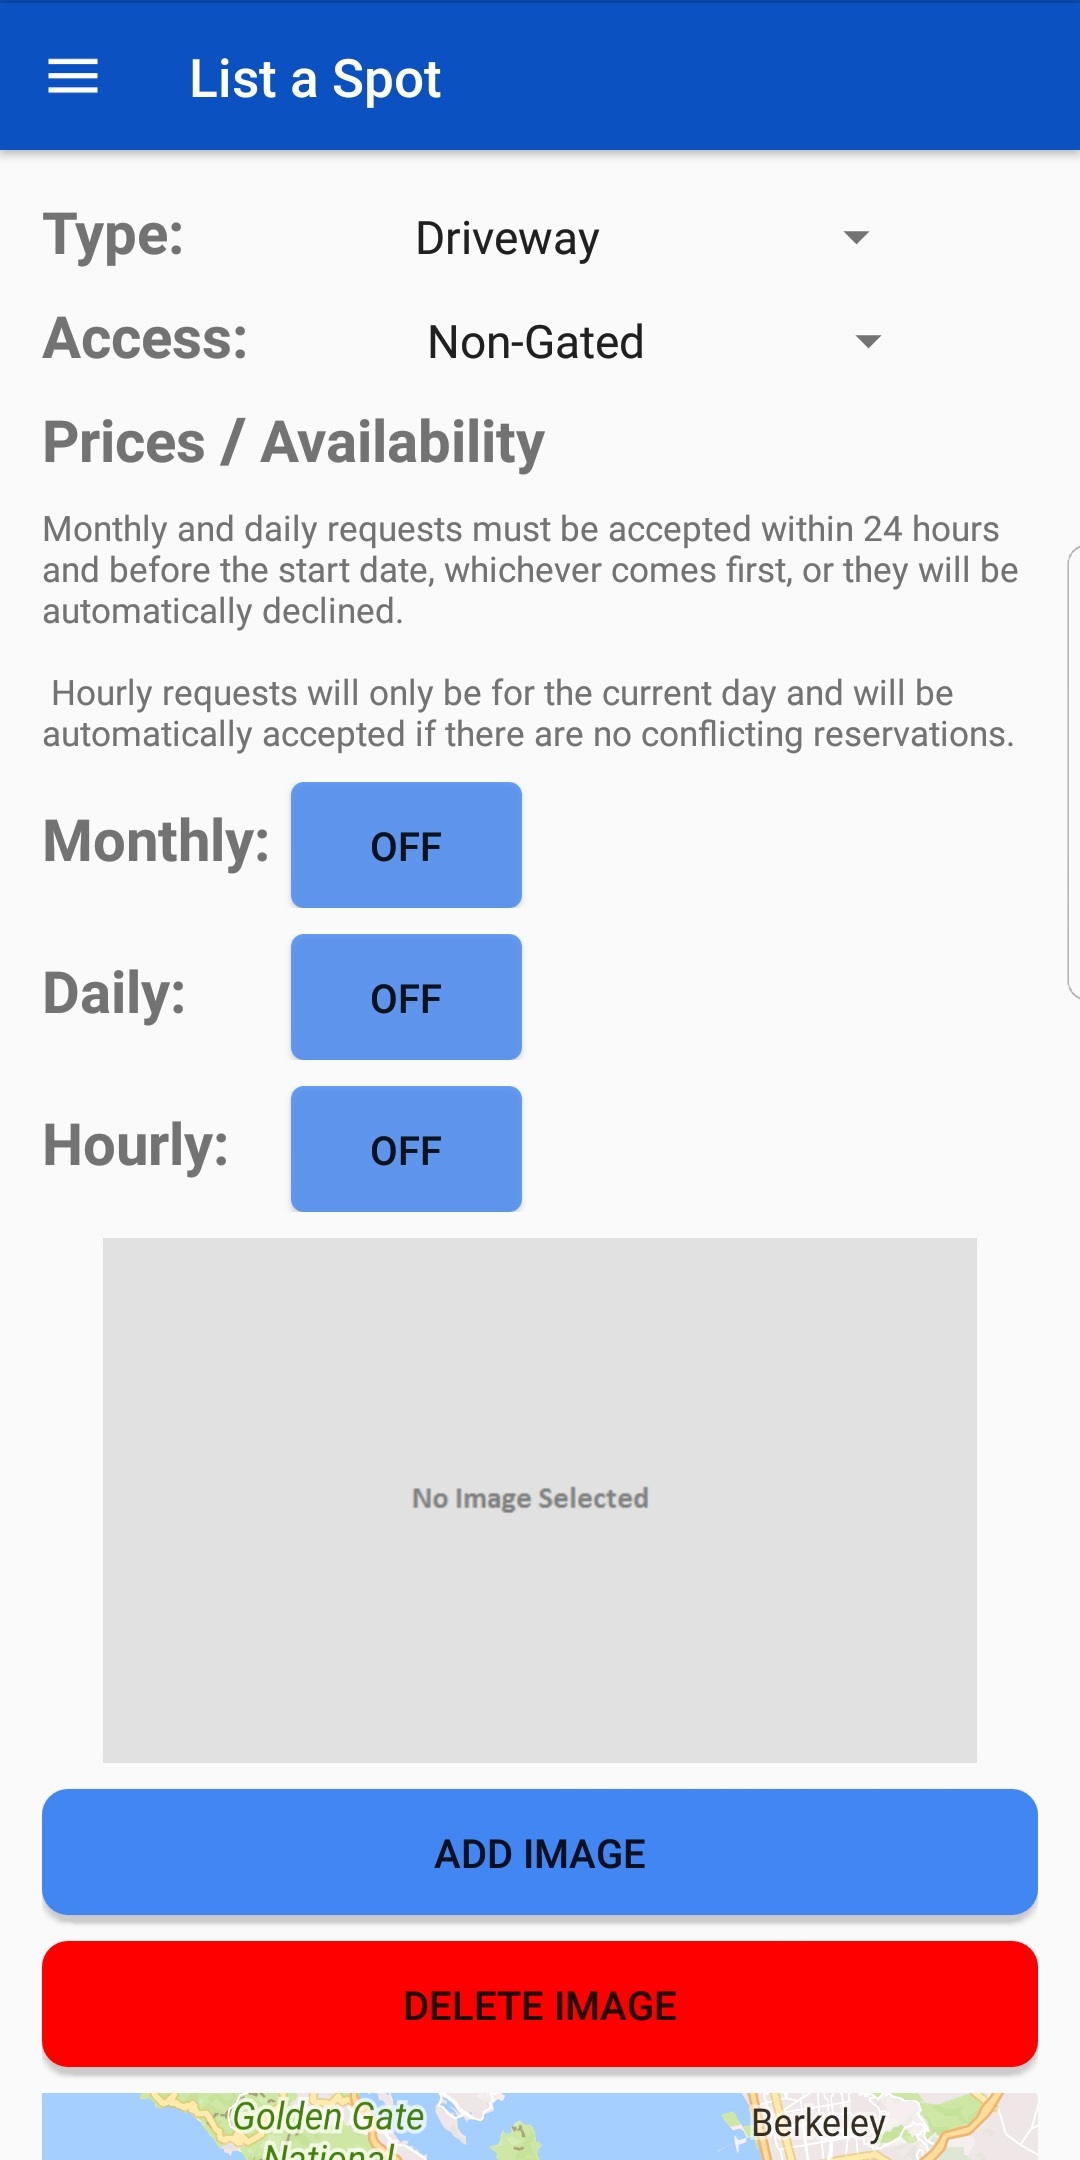 List a Spot
Type: Driveway
Access: Non-Gated
Prices / Availability
Monthly and daily requests must be accepted within 24 hours
and before the start date, whichever comes first, or they will be
automatically declined.
Hourly requests will only be for the current day and will be
automatically accepted if there are no conflicting reservations.
Monthly: OFF
Daily: OFF
Hourly: OFF
No Image Selected
ADD IMAGE
DELETE IMAGE
Golden Gate
National
Berkeley